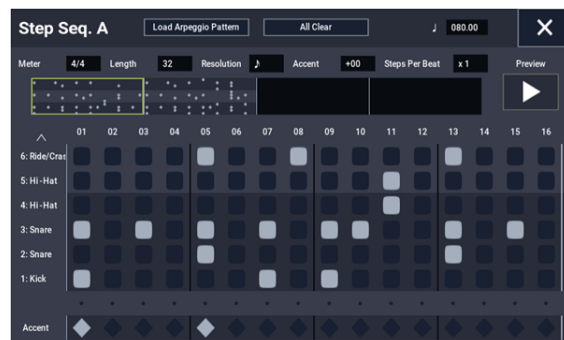 Step Seq. A Load Arpeggio Pattern All Clear ♩ 080.00 X
Meter 4/4 Length 32 Resolution ♪ Accent +00 Steps Per Beat x 1 Preview
01 02 03 04 05 06 07 08 09 10 11 12 13 14 15 16
6: Ride/Cras
5: Hi-Hat
4: Hi-Hat
3: Snare
2: Snare
1: Kick
Accent